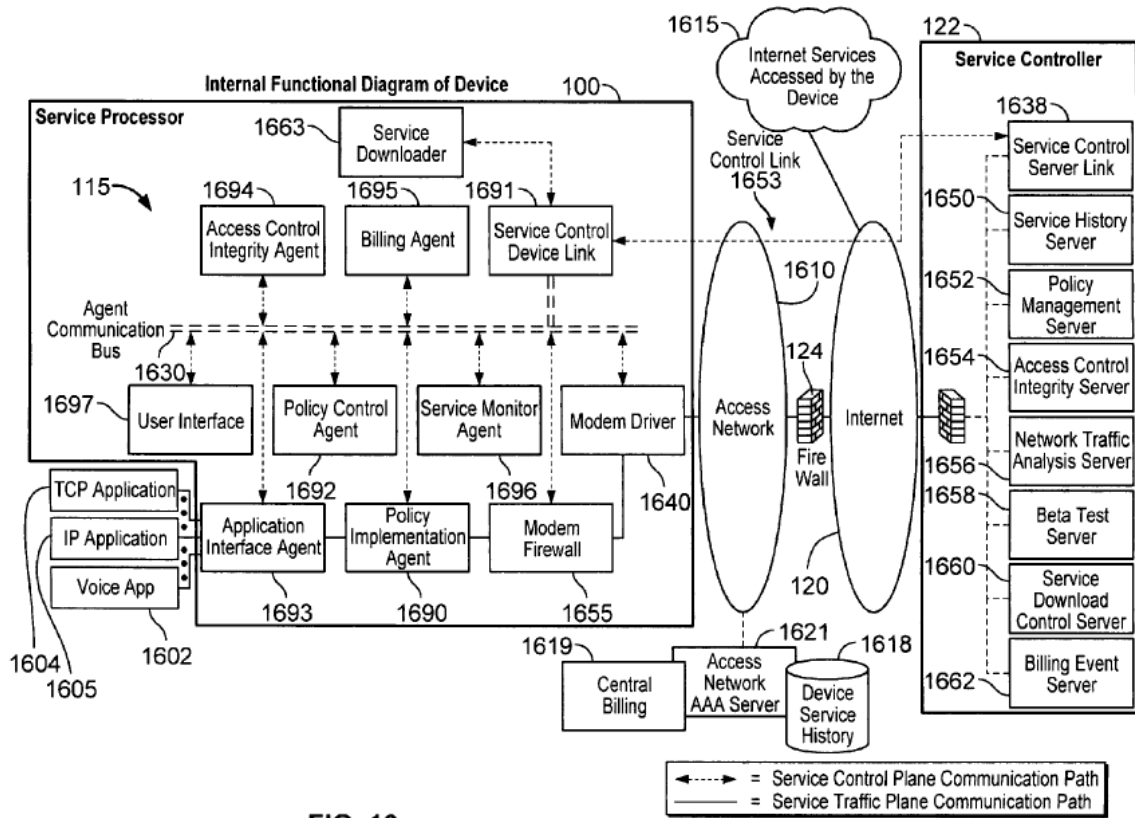 1615
122
Internet Services
Accessed by the
Device
Service Controller
Internal Functional Diagram of Device
100
Service Processor
1663
Service
Downloader
Service
Control Link
1653
1638
Service Control
Server Link
115
1694
1695
1691
Access Control
Integrity Agent
Billing Agent
Service Control
Device Link
1650
Service History
Server
1610
1652
Policy
Management
Server
Agent
Communication
Bus
1630
124
1654
Access Control
Integrity Server
1697
User Interface
Policy Control
Agent
Service Monitor
Agent
Modem Driver
Access
Network
Internet
Fire
Wall
Network Traffic
Analysis Server
1656
1658
TCP Application
1692
1696
1640
Beta Test
Server
IP Application
Application
Interface Agent
Policy
Implementation
Agent
Modem
Firewall
Voice App
120
1660
Service
Download
Control Server
1693
1690
1655
1604
1602
1605
1619
1621
1618
Central
Billing
Access
Network
AAA Server
Device
Service
History
1662
Billing Event
Server
= Service Control Plane Communication Path
= Service Traffic Plane Communication Path